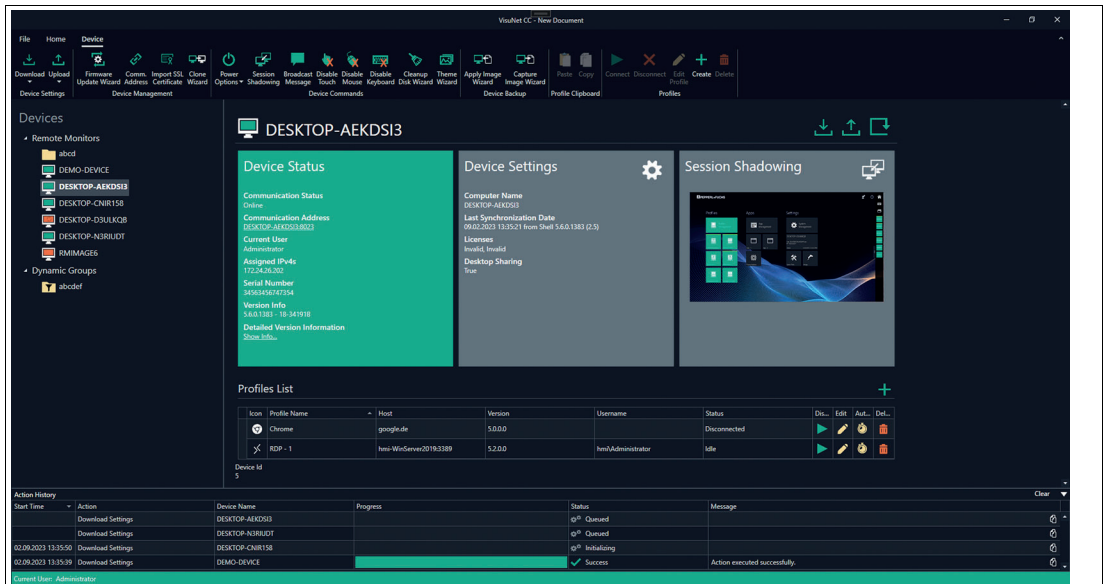 VisuNet CC - New Document
File Home Device
Download Upload Firmware Update Wizard Comm. Address Import SSL Certificate Clone Wizard Power Options Session Shadowing Broadcast Message Disable Touch Disable Mouse Disable Keyboard Cleanup Disk Wizard Theme Wizard Apply Image Wizard Capture Image Wizard Paste Copy Connect Disconnect Edit Profile Create Delete
Device Settings Device Management Device Commands Device Backup Profile Clipboard Profiles
Devices
Remote Monitors
abcd
DEMO-DEVICE
DESKTOP-AEKDSI3
DESKTOP-CNIR158
DESKTOP-D3ULKQB
DESKTOP-N3RIUDT
RMIMAGE6
Dynamic Groups
abcdef
DESKTOP-AEKDSI3
Device Status
Communication Status
Online
Communication Address
DESKTOP-AEKDSI3:8023
Current User
Administrator
Assigned IPv4s
172.24.26.202
Serial Number
34563456747354
Version Info
5.6.0.1383 - 18-341918
Detailed Version Information
Show Info...
Device Settings
Computer Name
DESKTOP-AEKDSI3
Last Synchronization Date
09.02.2023 13:35:21 from Shell 5.6.0.1383 (2.5)
Licenses
Invalid, Invalid
Desktop Sharing
True
Session Shadowing
Profiles Apps Settings
Profiles List
Icon Profile Name Host Version Username Status Dis... Edit Aut... Del...
Chrome google.de 5.0.0.0 Disconnected
RDP - 1 hmi-WinServer2019:3389 5.2.0.0 hmi\Administrator Idle
Device Id
5
Action History Clear
Start Time Action Device Name Progress Status Message
Download Settings DESKTOP-AEKDSI3 Queued
Download Settings DESKTOP-N3RIUDT Queued
02.09.2023 13:35:50 Download Settings DESKTOP-CNIR158 Initializing
02.09.2023 13:35:39 Download Settings DEMO-DEVICE Success Action executed successfully.
Current User: Administrator